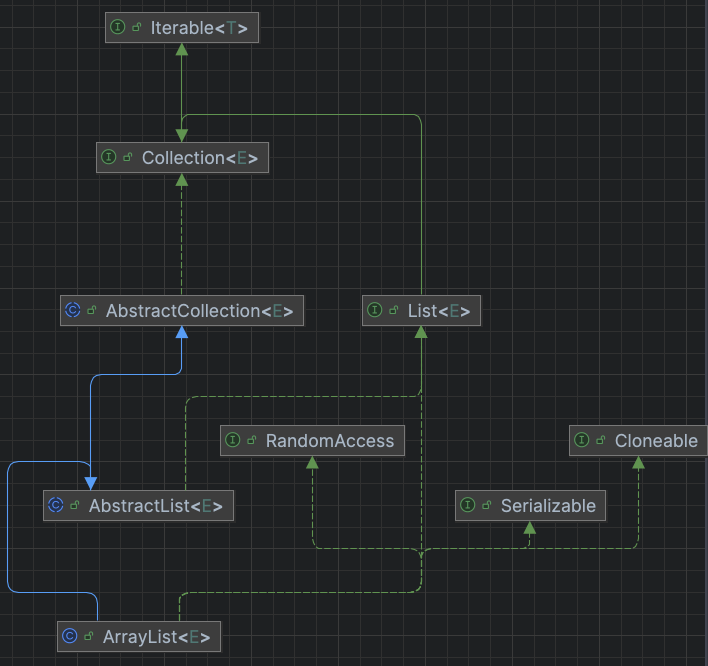 Iterable<T>
Collection<E>
AbstractCollection<E>
List<E>
RandomAccess
Cloneable
AbstractList<E>
Serializable
ArrayList<E>